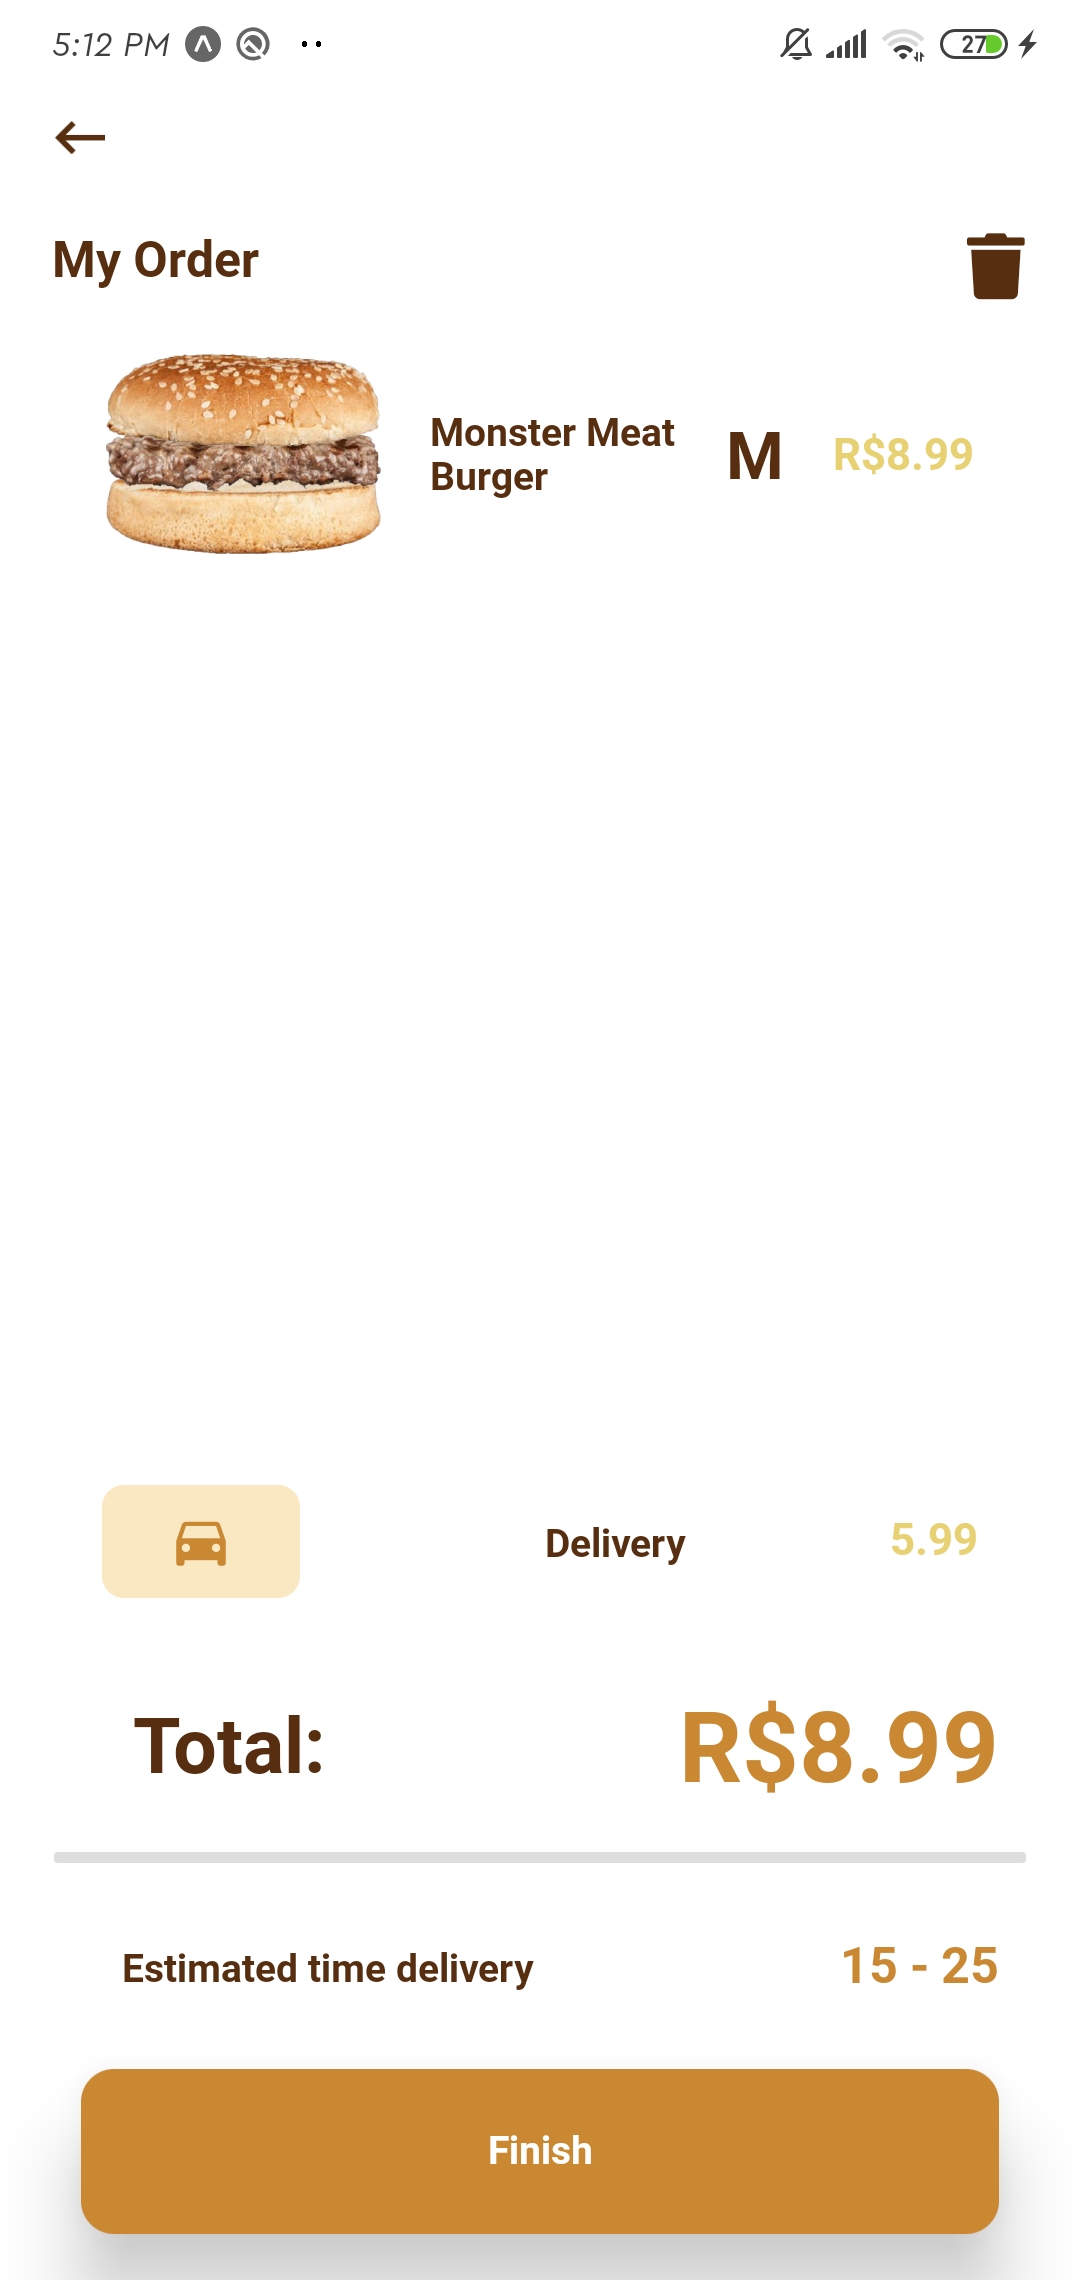 5:12 PM
27
My Order
Monster Meat
Burger
M
R$8.99
Delivery
5.99
Total:
R$8.99
Estimated time delivery
15 - 25
Finish